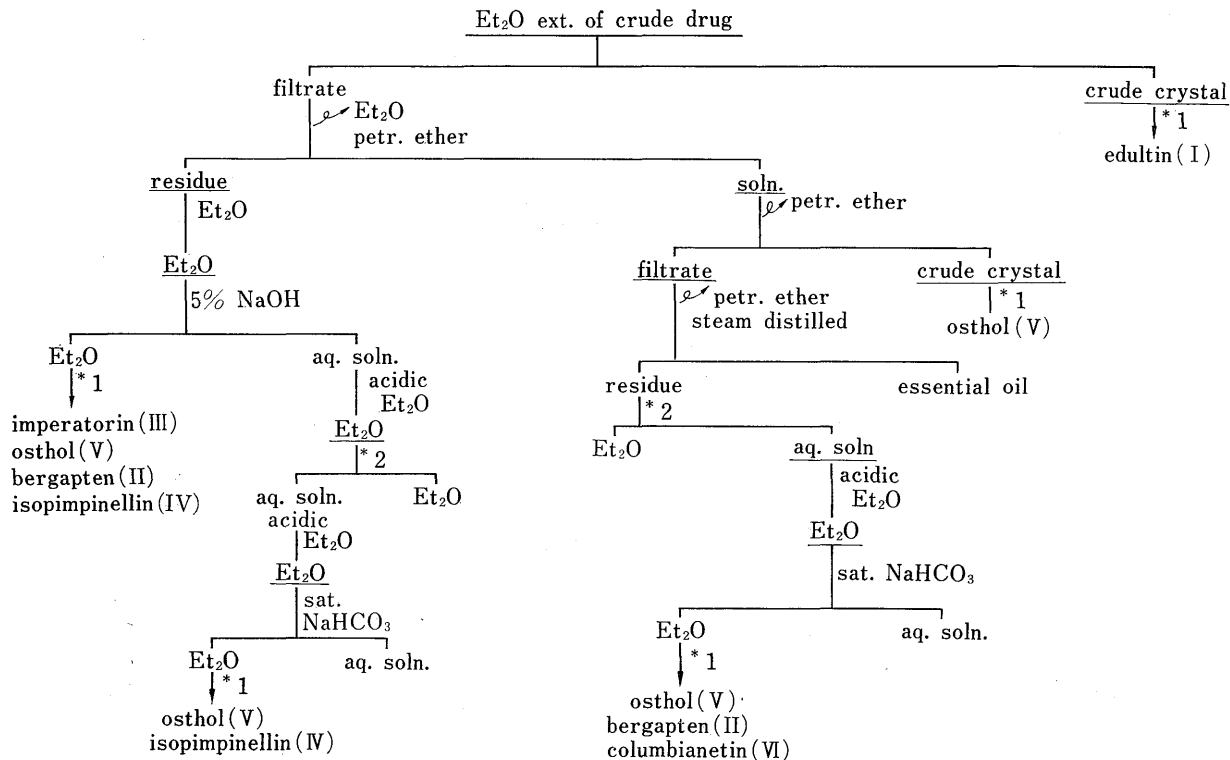 Et₂O ext. of crude drug
filtrate
Et₂O
petr. ether
crude crystal
*1
edultin(I)
residue
Et₂O
soln.
petr. ether
Et₂O
5% NaOH
filtrate
petr. ether
steam distilled
crude crystal
*1
osthol(V)
Et₂O
*1
imperatorin(III)
osthol(V)
bergapten(II)
isopimpinellin(IV)
aq. soln.
acidic
Et₂O
Et₂O
*2
aq. soln.
acidic
Et₂O
Et₂O
Et₂O
sat.
NaHCO₃
Et₂O
*1
osthol(V)
isopimpinellin(IV)
aq. soln.
residue
*2
essential oil
Et₂O
aq. soln
acidic
Et₂O
Et₂O
sat. NaHCO₃
Et₂O
*1
osthol(V)
bergapten(II)
columbianetin(VI)
aq. soln.